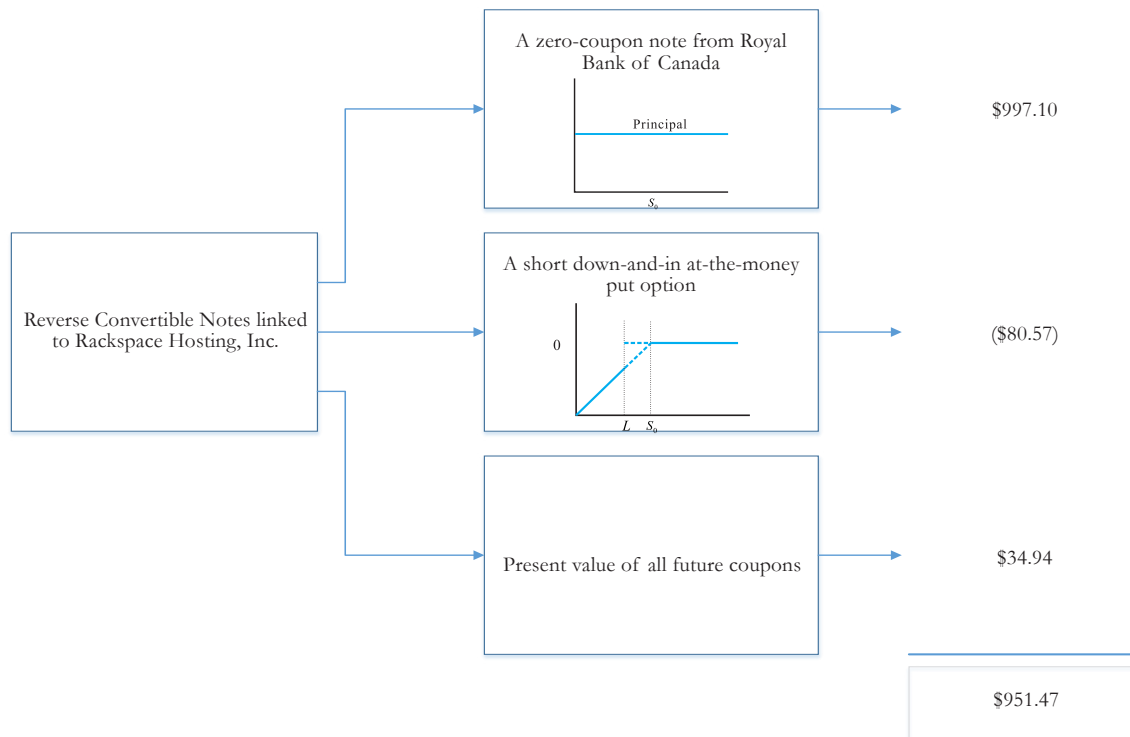 A zero-coupon note from Royal
Bank of Canada
Principal
S₀
$997.10
Reverse Convertible Notes linked
to Rackspace Hosting, Inc.
A short down-and-in at-the-money
put option
0
L S₀
($80.57)
Present value of all future coupons
$34.94
$951.47